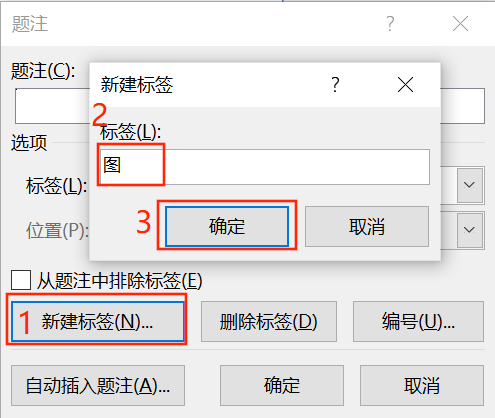 题注
?
题注(C):
新建标签
?
2
标签(L):
图
选项
标签(L):
3
确定
取消
位置(P):
从题注中排除标签(E)
1
新建标签(N)...
删除标签(D)
编号(U)...
自动插入题注(A)...
确定
取消